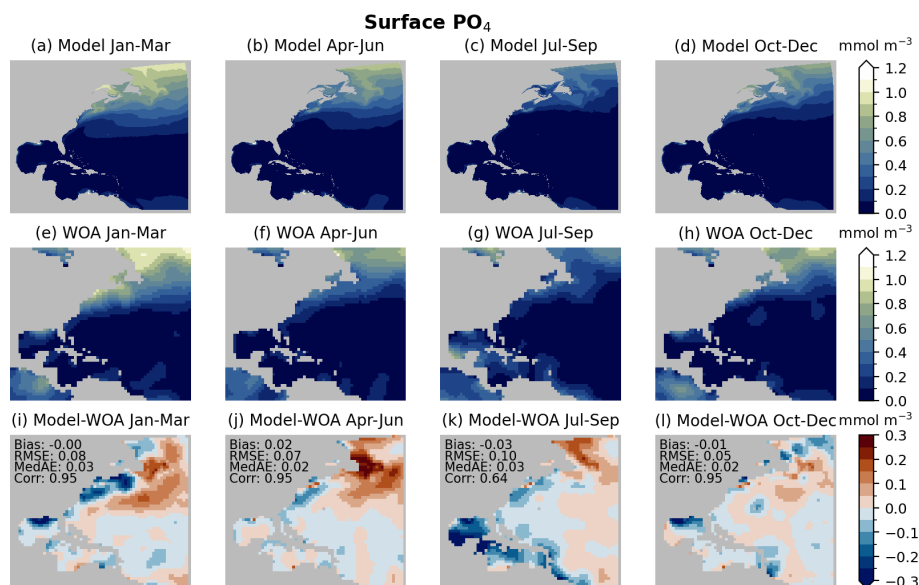 Surface PO₄
(a) Model Jan-Mar
(b) Model Apr-Jun
(c) Model Jul-Sep
(d) Model Oct-Dec
mmol m⁻³
1.2
1.0
0.8
0.6
0.4
0.2
0.0
(e) WOA Jan-Mar
(f) WOA Apr-Jun
(g) WOA Jul-Sep
(h) WOA Oct-Dec
mmol m⁻³
1.2
1.0
0.8
0.6
0.4
0.2
0.0
(i) Model-WOA Jan-Mar
Bias: -0.00
RMSE: 0.08
MedAE: 0.03
Corr: 0.95
(j) Model-WOA Apr-Jun
Bias: 0.02
RMSE: 0.07
MedAE: 0.02
Corr: 0.95
(k) Model-WOA Jul-Sep
Bias: -0.03
RMSE: 0.10
MedAE: 0.03
Corr: 0.64
(l) Model-WOA Oct-Dec
Bias: -0.01
RMSE: 0.05
MedAE: 0.02
Corr: 0.95
mmol m⁻³
0.3
0.2
0.1
0.0
−0.1
−0.2
−0.3